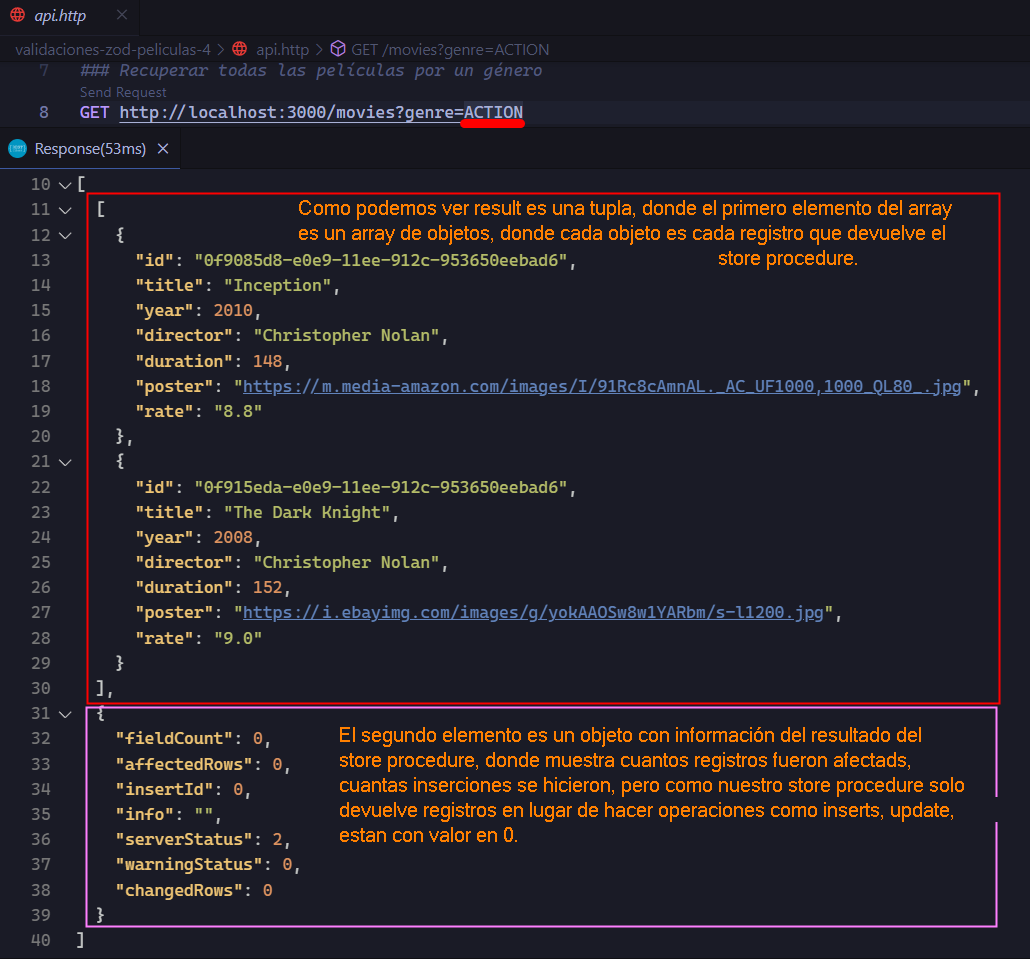 api.http
validaciones-zod-peliculas-4 > api.http > GET /movies?genre=ACTION
7 ### Recuperar todas las películas por un género
Send Request
8 GET http://localhost:3000/movies?genre=ACTION
Response(53ms)
10 [
11 [
Como podemos ver result es una tupla, donde el primero elemento del array
es un array de objetos, donde cada objeto es cada registro que devuelve el
store procedure.
12 {
13 "id": "0f9085d8-e0e9-11ee-912c-953650eebad6",
14 "title": "Inception",
15 "year": 2010,
16 "director": "Christopher Nolan",
17 "duration": 148,
18 "poster": "https://m.media-amazon.com/images/I/91Rc8cAmnAL._AC_UF1000,1000_QL80_.jpg",
19 "rate": "8.8"
20 },
21 {
22 "id": "0f915eda-e0e9-11ee-912c-953650eebad6",
23 "title": "The Dark Knight",
24 "year": 2008,
25 "director": "Christopher Nolan",
26 "duration": 152,
27 "poster": "https://i.ebayimg.com/images/g/yokAAOSw8w1YARbm/s-l1200.jpg",
28 "rate": "9.0"
29 }
30 ],
31 {
32 "fieldCount": 0,
33 "affectedRows": 0,
34 "insertId": 0,
35 "info": "",
36 "serverStatus": 2,
37 "warningStatus": 0,
38 "changedRows": 0
39 }
40 ]
El segundo elemento es un objeto con información del resultado del
store procedure, donde muestra cuantos registros fueron afectads,
cuantas inserciones se hicieron, pero como nuestro store procedure solo
devuelve registros en lugar de hacer operaciones como inserts, update,
estan con valor en 0.